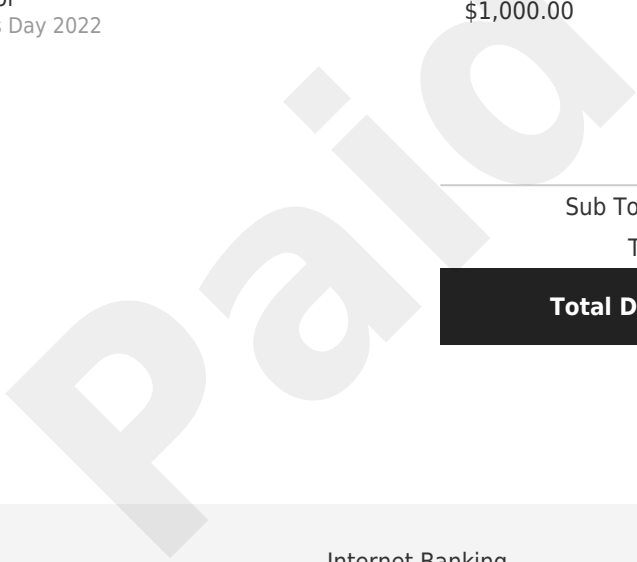 $1,000.00
s Day 2022
Paid
Sub To
T
Total D
Internet Banking